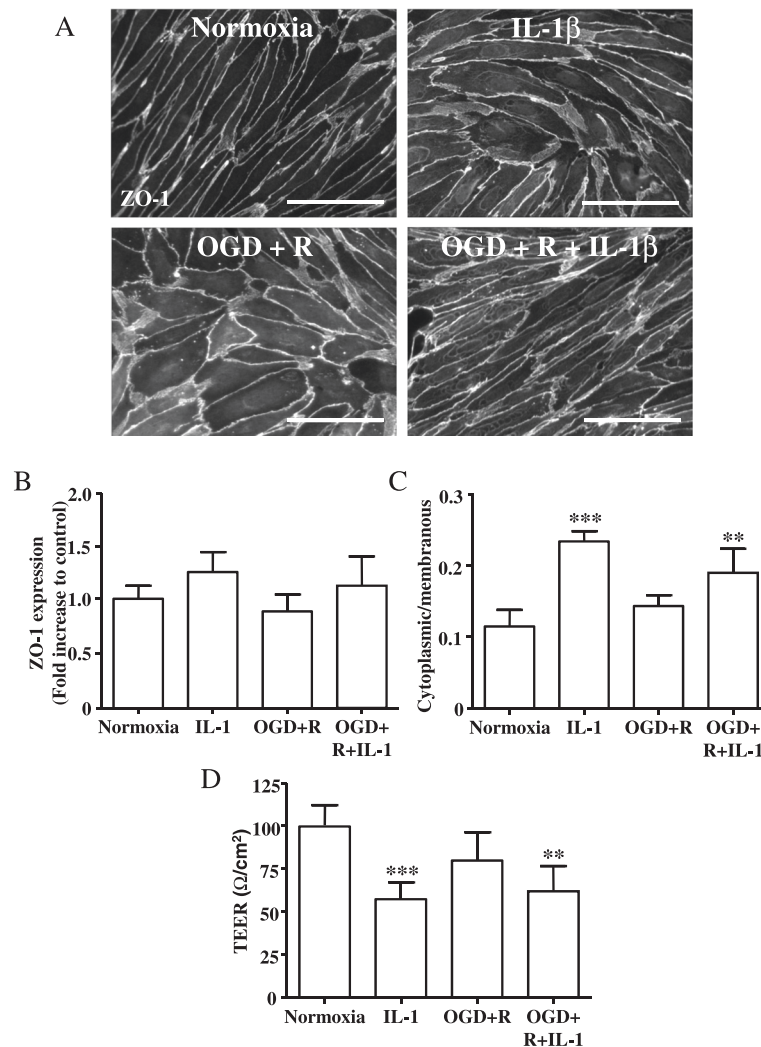 A
Normoxia
IL-1β
ZO-1
OGD + R
OGD + R + IL-1β
B
ZO-1 expression
(Fold increase to control)
2.0
1.5
1.0
0.5
0
Normoxia
IL-1
OGD+R
OGD+
R+IL-1
C
Cytoplasmic/membranous
0.3
0.2
0.1
0
***
**
Normoxia
IL-1
OGD+R
OGD+
R+IL-1
D
TEER (Ω/cm²)
125
100
75
50
25
0
***
**
Normoxia
IL-1
OGD+R
OGD+
R+IL-1